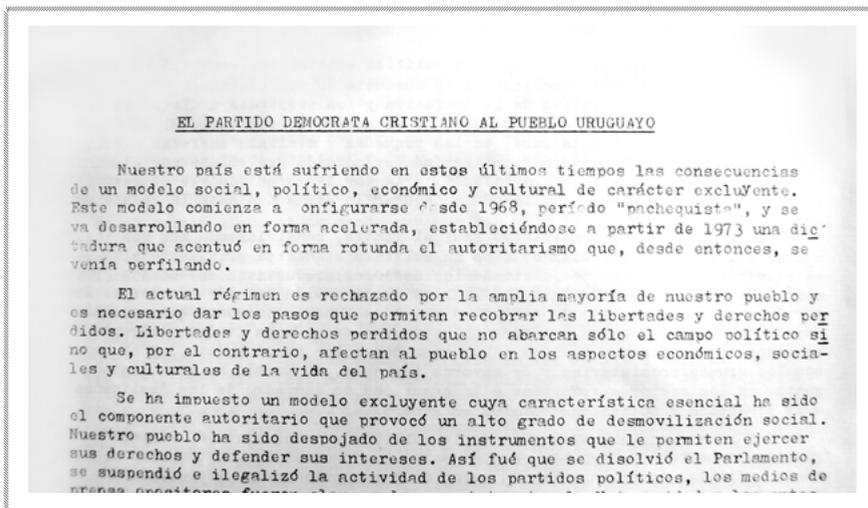 EL PARTIDO DEMOCRATA CRISTIANO AL PUEBLO URUGUAYO
Nuestro país está sufriendo en estos últimos tiempos las consecuencias
de un modelo social, político, económico y cultural de carácter excluyente.
Este modelo comienza a onfigurarse desde 1968, período "pachequista", y se
va desarrollando en forma acelerada, estableciéndose a partir de 1973 una dic
tadura que acentuó en forma rotunda el autoritarismo que, desde entonces, se
venía perfilando.
El actual régimen es rechazado por la amplia mayoría de nuestro pueblo y
es necesario dar los pasos que permitan recobrar las libertades y derechos per
didos. Libertades y derechos perdidos que no abarcan sólo el campo político si
no que, por el contrario, afectan al pueblo en los aspectos económicos, socia-
les y culturales de la vida del país.
Se ha impuesto un modelo excluyente cuya característica esencial ha sido
el componente autoritario que provocó un alto grado de desmovilización social.
Nuestro pueblo ha sido despojado de los instrumentos que le permiten ejercer
sus derechos y defender sus intereses. Así fué que se disolvió el Parlamento,
se suspendió e ilegalizó la actividad de los partidos políticos, los medios de
prensa opositores fueron